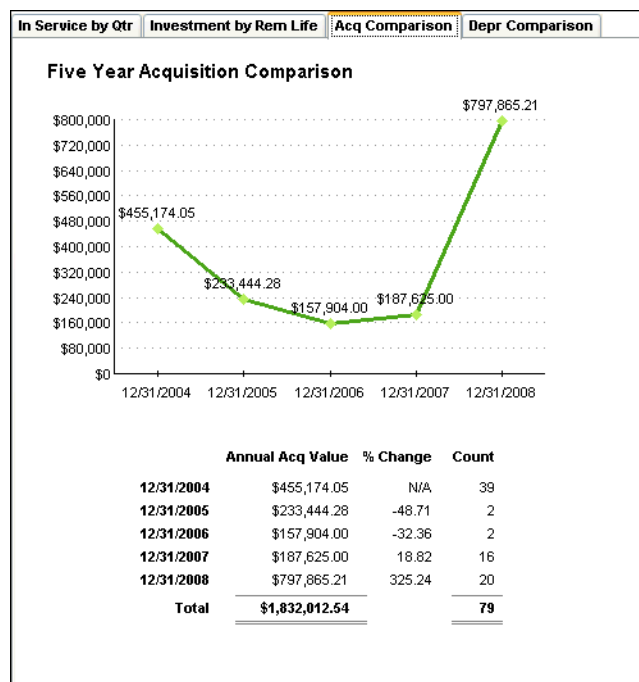 In Service by Qtr Investment by Rem Life Acq Comparison Depr Comparison
Five Year Acquisition Comparison
$797,865.21
$800,000
$720,000
$640,000
$560,000
$480,000
$455,174.05
$400,000
$320,000
$233,444.28
$240,000
$187,625.00
$157,904.00
$160,000
$80,000
$0
12/31/2004 12/31/2005 12/31/2006 12/31/2007 12/31/2008
Annual Acq Value % Change Count
12/31/2004 $455,174.05 N/A 39
12/31/2005 $233,444.28 -48.71 2
12/31/2006 $157,904.00 -32.36 2
12/31/2007 $187,625.00 18.82 16
12/31/2008 $797,865.21 325.24 20
Total $1,832,012.54 79